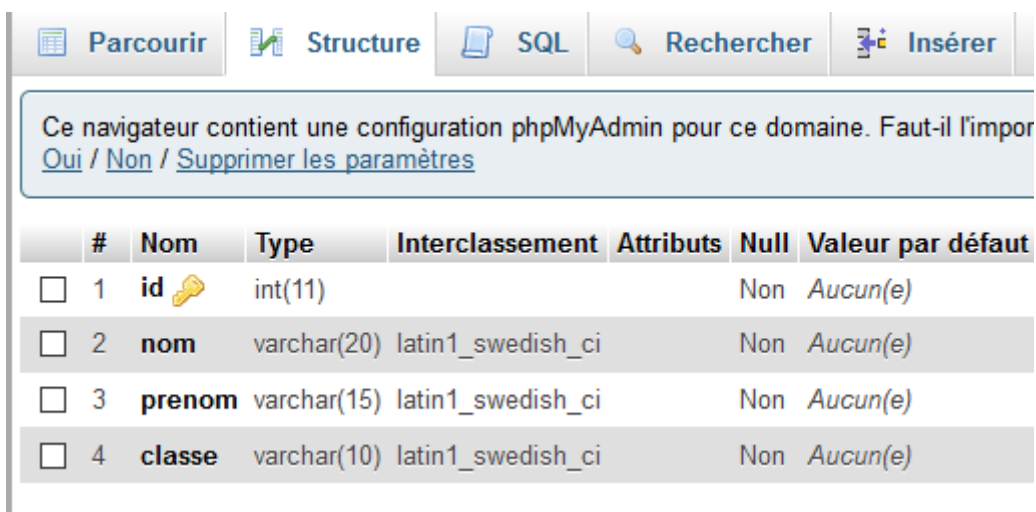 Parcourir Structure SQL Rechercher Insérer
Ce navigateur contient une configuration phpMyAdmin pour ce domaine. Faut-il l'impor
Oui / Non / Supprimer les paramètres
# Nom Type Interclassement Attributs Null Valeur par défaut
1 id int(11) Non Aucun(e)
2 nom varchar(20) latin1_swedish_ci Non Aucun(e)
3 prenom varchar(15) latin1_swedish_ci Non Aucun(e)
4 classe varchar(10) latin1_swedish_ci Non Aucun(e)